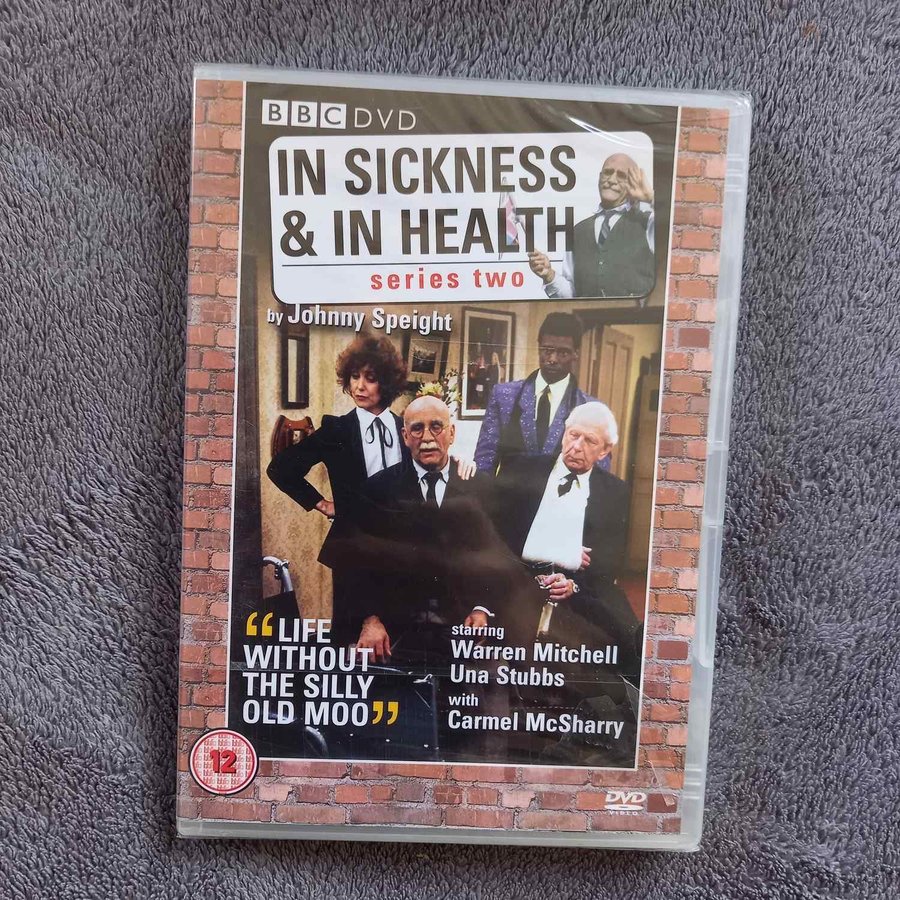 BBC DVD
IN SICKNESS
& IN HEALTH
series two
by Johnny Speight
“LIFE
WITHOUT
THE SILLY
OLD MOO”
starring
Warren Mitchell
Una Stubbs
with
Carmel McSharry
12
DVD
VIDEO